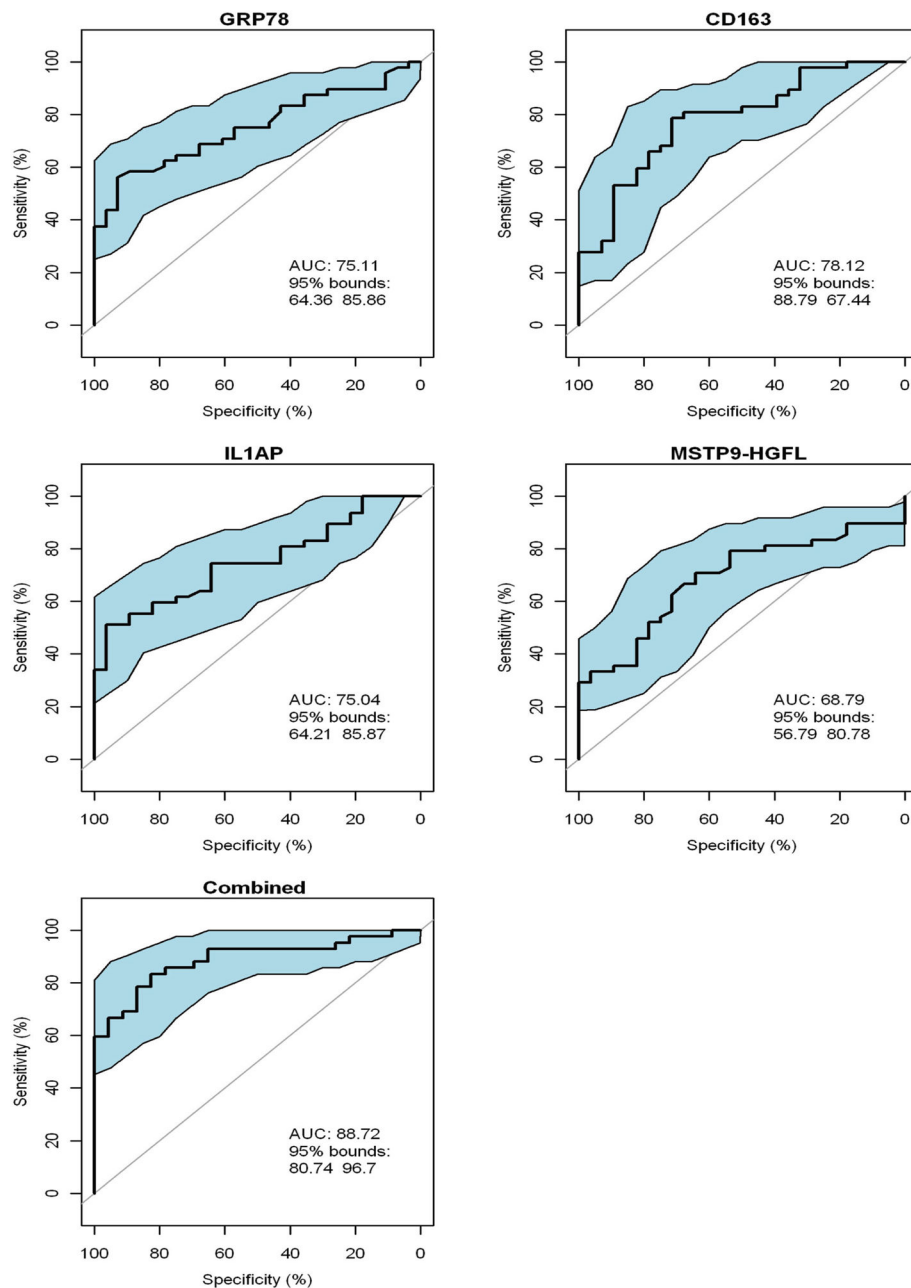 GRP78
Sensitivity (%)
100
80
60
40
20
0
AUC: 75.11
95% bounds:
64.36 85.86
100 80 60 40 20 0
Specificity (%)
CD163
Sensitivity (%)
100
80
60
40
20
0
AUC: 78.12
95% bounds:
88.79 67.44
100 80 60 40 20 0
Specificity (%)
IL1AP
Sensitivity (%)
100
80
60
40
20
0
AUC: 75.04
95% bounds:
64.21 85.87
100 80 60 40 20 0
Specificity (%)
MSTP9-HGFL
Sensitivity (%)
100
80
60
40
20
0
AUC: 68.79
95% bounds:
56.79 80.78
100 80 60 40 20 0
Specificity (%)
Combined
Sensitivity (%)
100
80
60
40
20
0
AUC: 88.72
95% bounds:
80.74 96.7
100 80 60 40 20 0
Specificity (%)